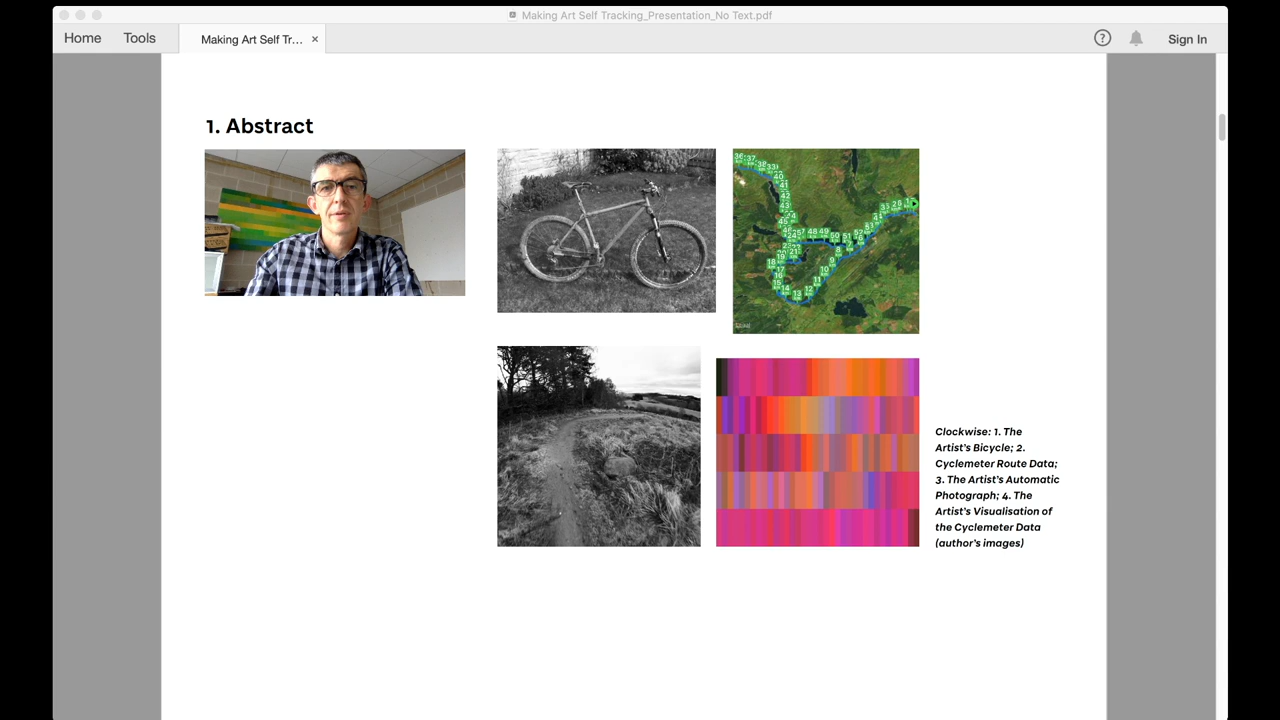 Making Art Self Tracking_Presentation_No Text.pdf
Home
Tools
Making Art Self Tr...
×
?
Sign In
1. Abstract
Clockwise: 1. The
Artist's Bicycle; 2.
Cyclemeter Route Data;
3. The Artist's Automatic
Photograph; 4. The
Artist's Visualisation of
the Cyclemeter Data
(author's images)